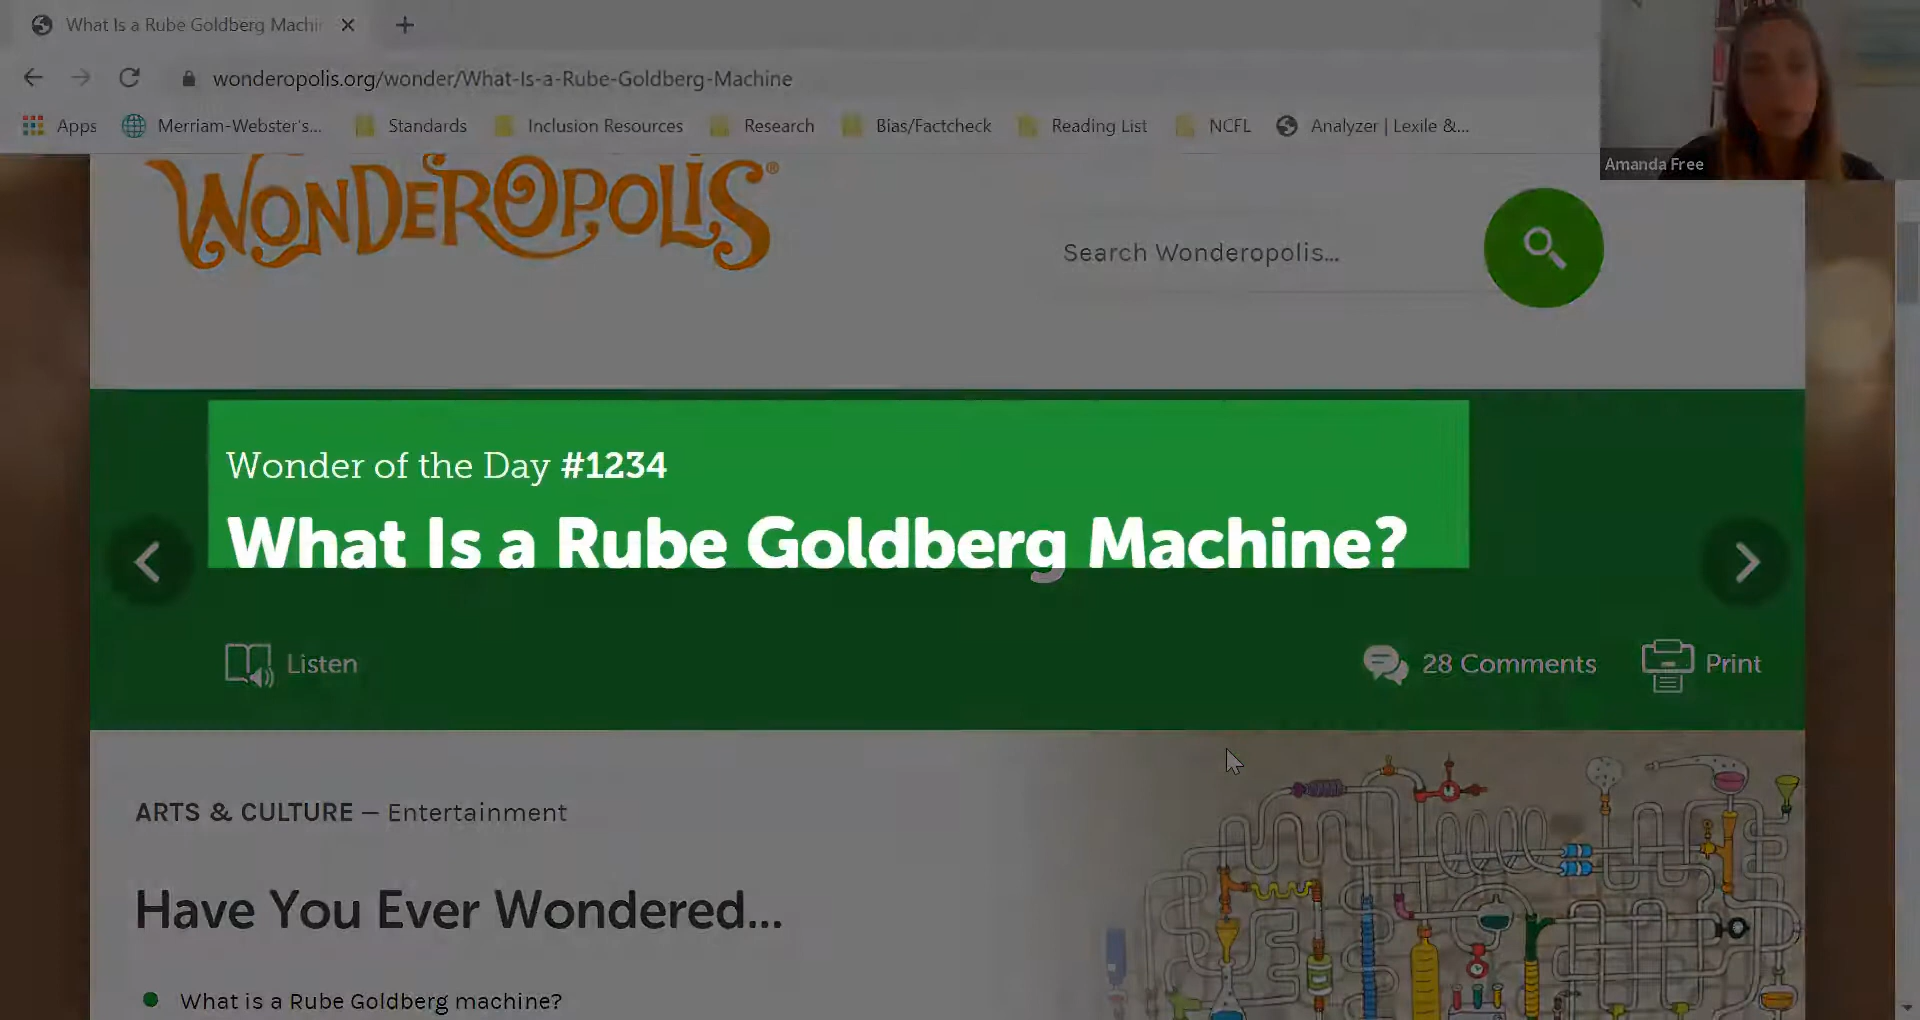 What Is a Rube Goldberg Machi
wonderopolis.org/wonder/What-Is-a-Rube-Goldberg-Machine
Apps Merriam-Webster's... Standards Inclusion Resources Research Bias/Factcheck Reading List NCFL Analyzer | Lexile &...
Amanda Free
WONDEROPOLIS®
Search Wonderopolis...
Wonder of the Day #1234
What Is a Rube Goldberg Machine?
Listen
28 Comments
Print
ARTS & CULTURE — Entertainment
Have You Ever Wondered...
What is a Rube Goldberg machine?